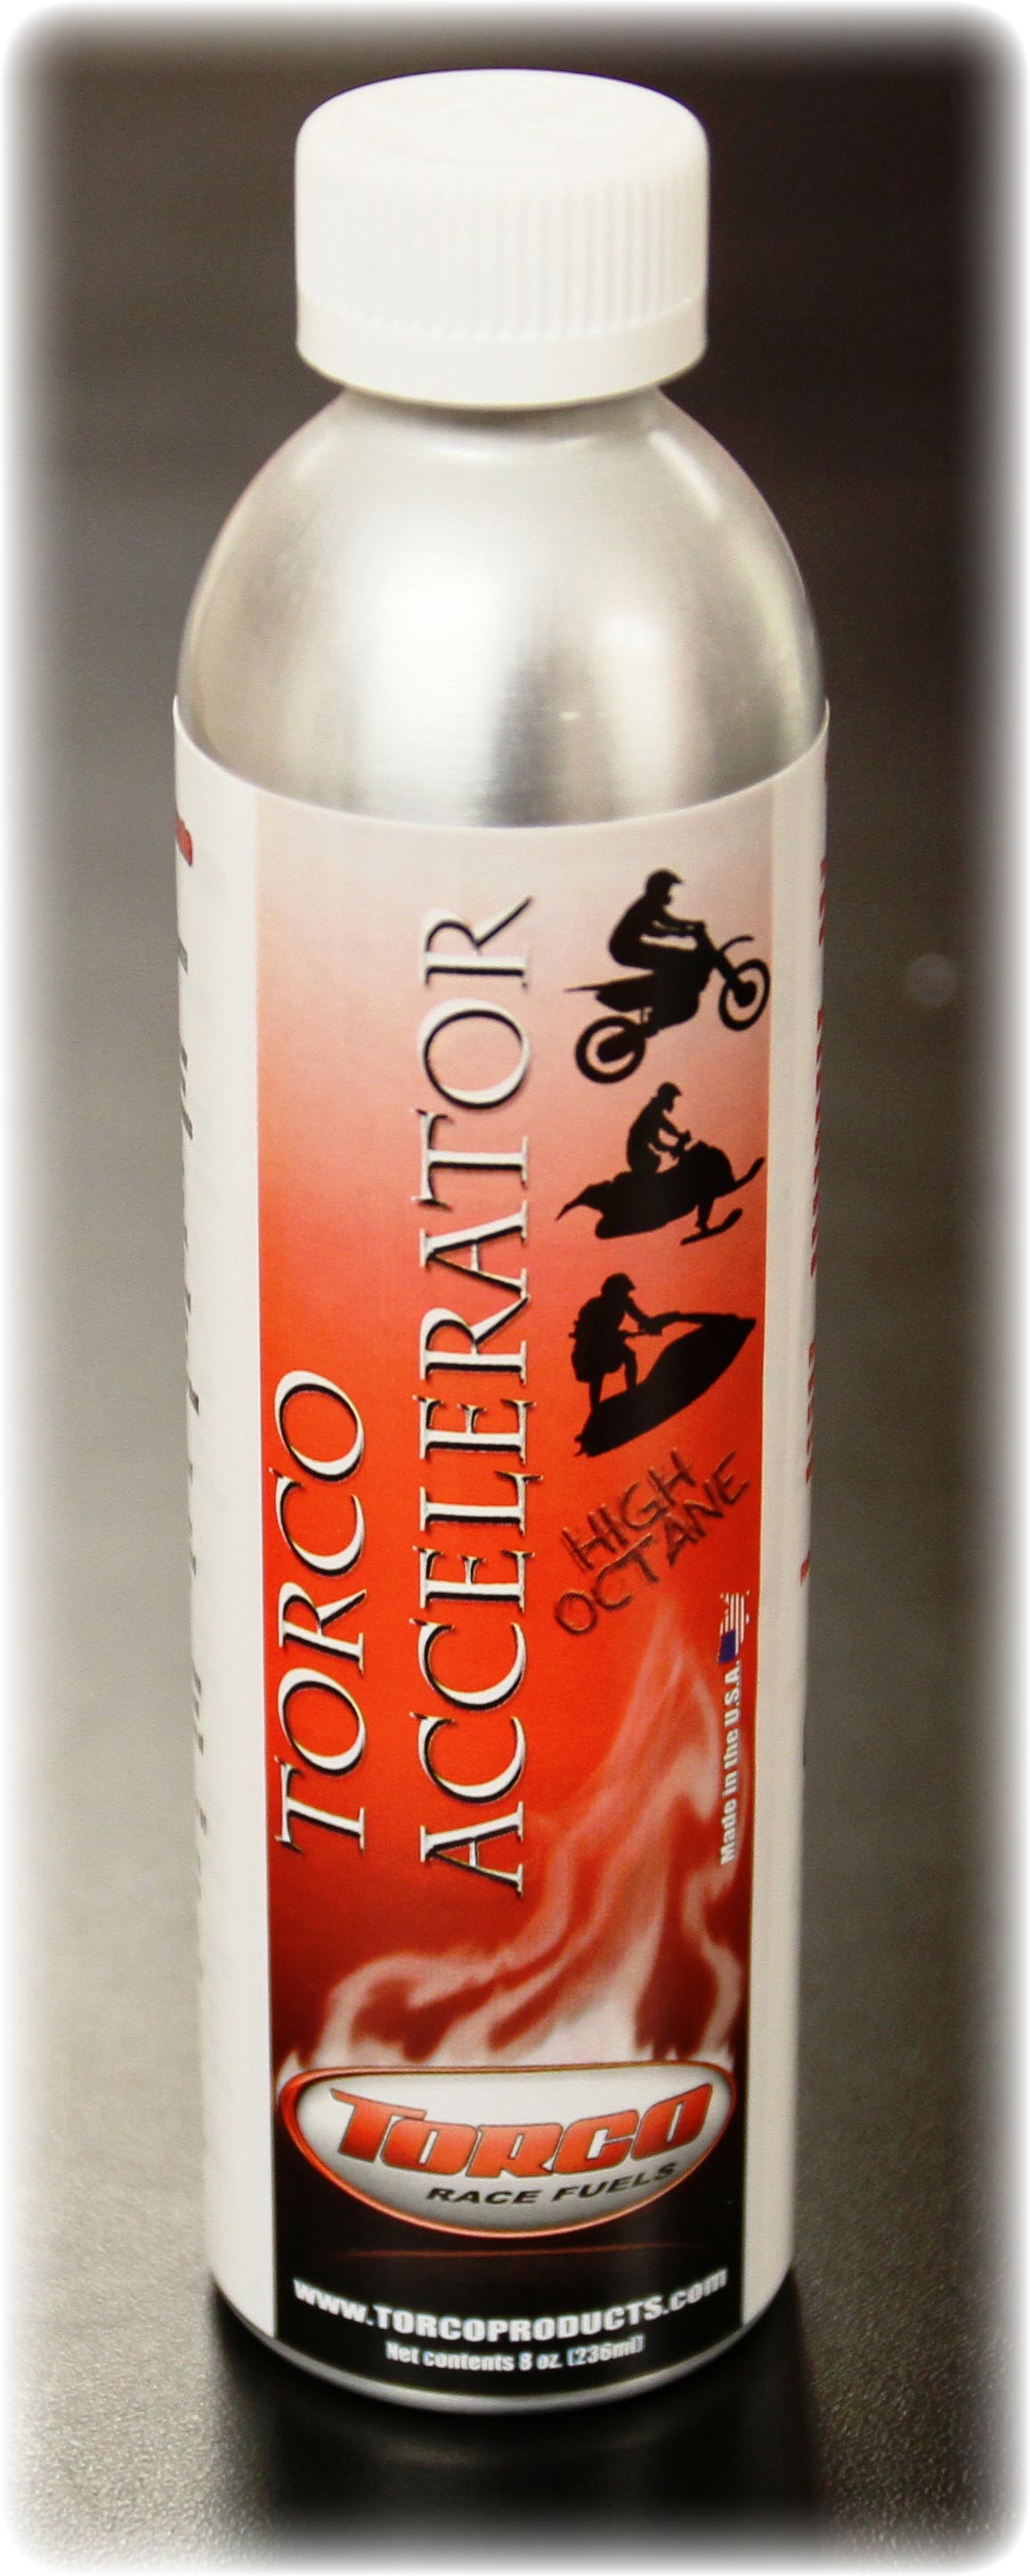 TORCO
ACCELERATOR
HIGH
OCTANE
Made in the U.S.A.
TORCO
RACE FUELS
www.TORCOPRODUCTS.com
Net contents 8 oz. (236ml)